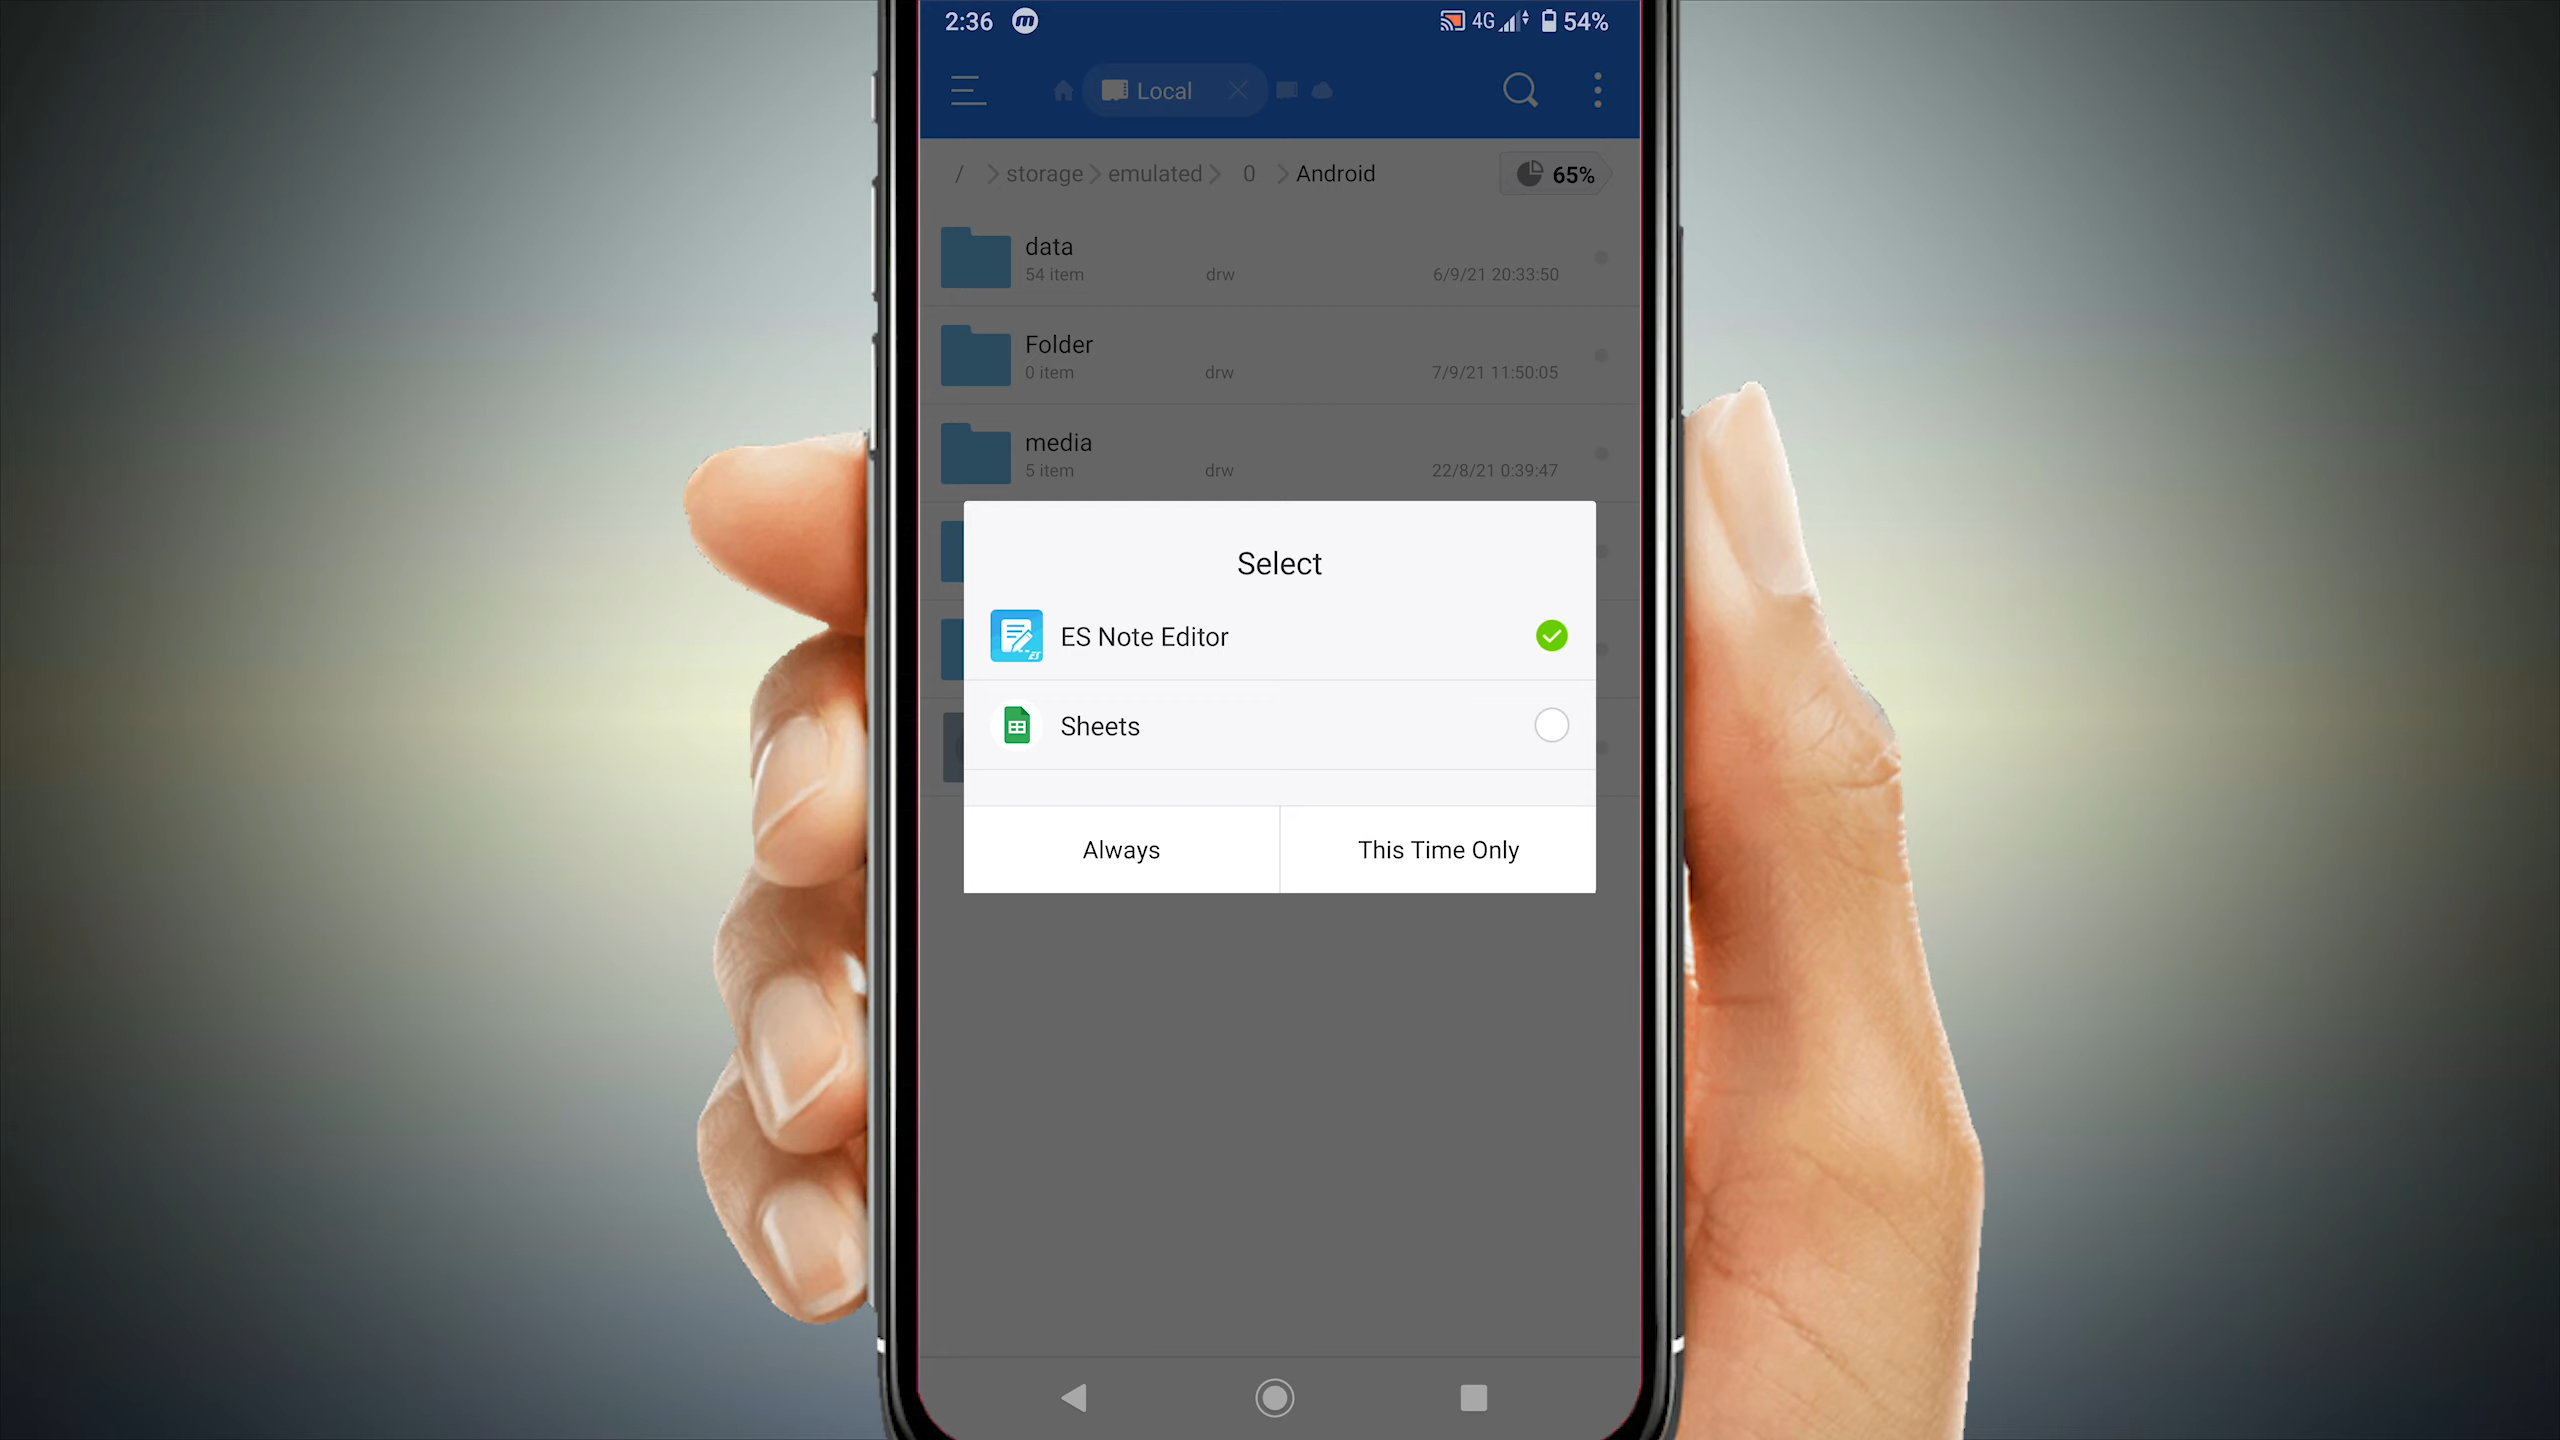 2:36 m 4G 54%
Local
/ storage emulated 0 Android 65%
data
54 item drw 6/9/21 20:33:50
Folder
0 item drw 7/9/21 11:50:05
media
5 item drw 22/8/21 0:39:47
Select
ES Note Editor
Sheets
Always This Time Only